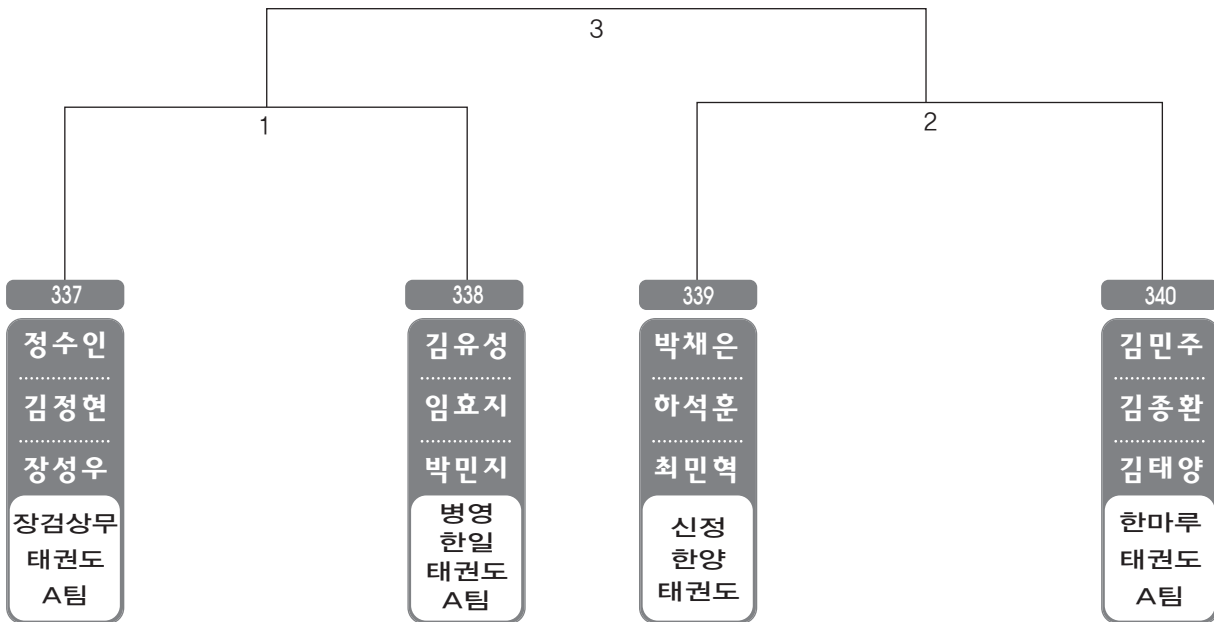 3
1
2
337
정수인
김정현
장성우
장검상무
태권도
A팀
338
김유성
임효지
박민지
병영
한일
태권도
A팀
339
박채은
하석훈
최민혁
신정
한양
태권도
340
김민주
김종환
김태양
한마루
태권도
A팀